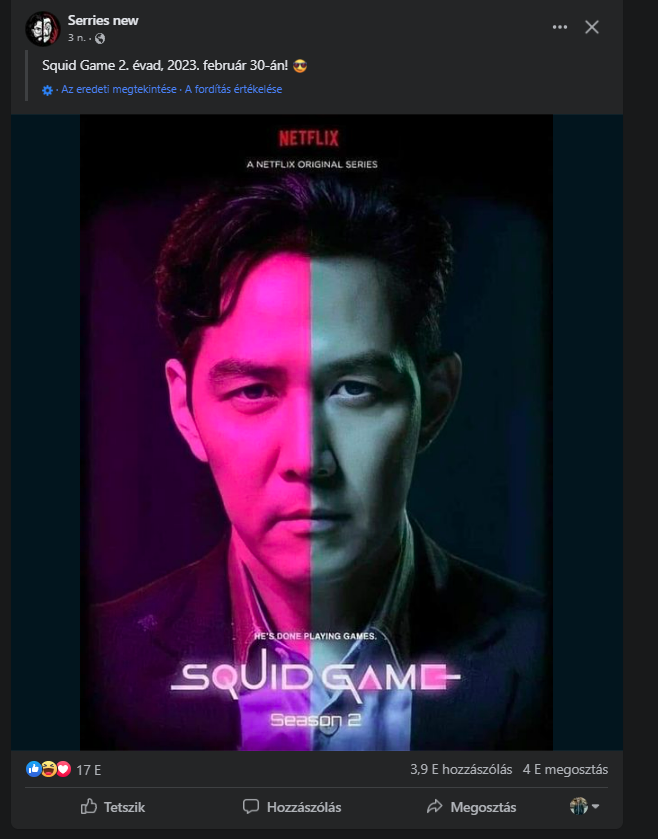 Serries new
3 n. ·
Squid Game 2. évad, 2023. február 30-án! 😎
· Az eredeti megtekintése · A fordítás értékelése
NETFLIX
A NETFLIX ORIGINAL SERIES
HE'S DONE PLAYING GAMES.
SQUID GAME
Season 2
17 E
3,9 E hozzászólás 4 E megosztás
Tetszik Hozzászólás Megosztás